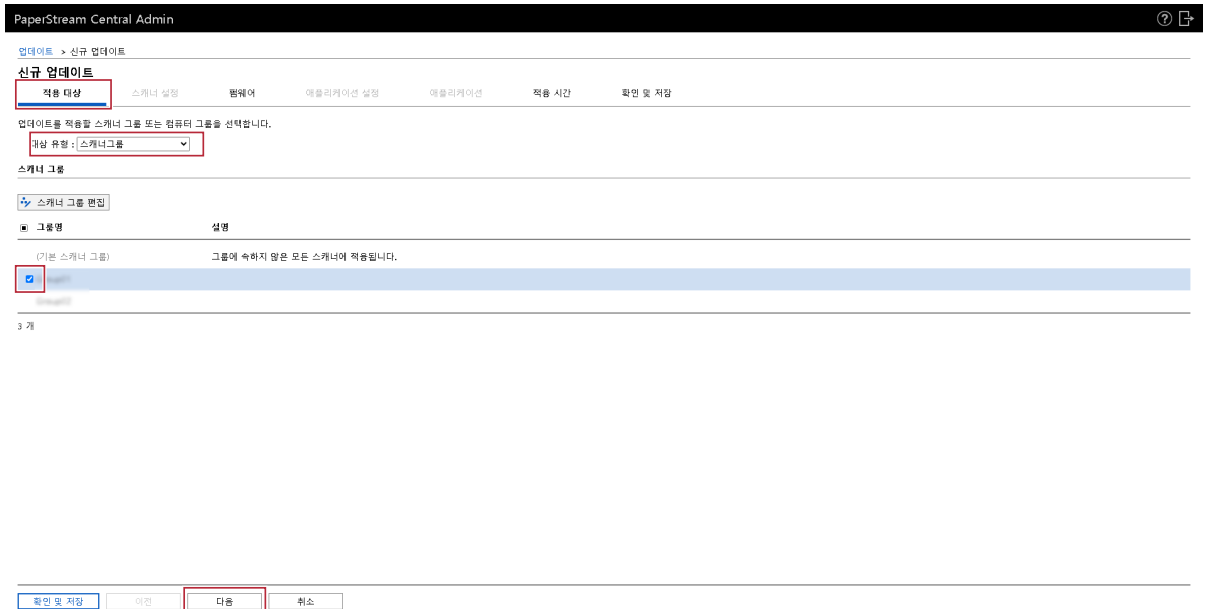 PaperStream Central Admin
업데이트 > 신규 업데이트
신규 업데이트
적용 대상 스캐너 설정 펌웨어 애플리케이션 설정 애플리케이션 적용 시간 확인 및 저장
업데이트를 적용할 스캐너 그룹 또는 컴퓨터 그룹을 선택합니다.
대상 유형 : 스캐너그룹
스캐너 그룹
스캐너 그룹 편집
그룹명 설명
(기본 스캐너 그룹) 그룹에 속하지 않은 모든 스캐너에 적용됩니다.
3 개
확인 및 저장 이전 다음 취소